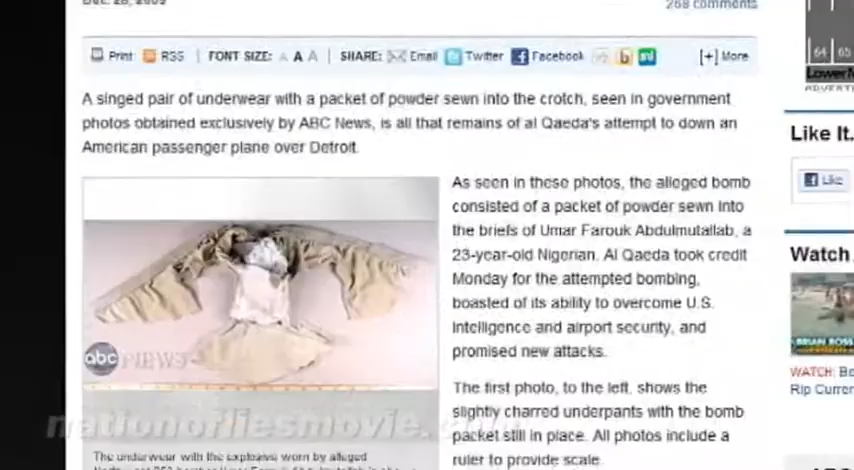 268 comments
Print RSS | FONT SIZE: A A A | SHARE: Email Twitter Facebook [+] More
64 65
A singed pair of underwear with a packet of powder sewn into the crotch, seen in government
photos obtained exclusively by ABC News, is all that remains of al Qaeda's attempt to down an
American passenger plane over Detroit.
As seen in these photos, the alleged bomb
consisted of a packet of powder sewn into
the briefs of Umar Farouk Abdulmutallab, a
23-year-old Nigerian. Al Qaeda took credit
Monday for the attempted bombing,
boasted of its ability to overcome U.S.
intelligence and airport security, and
promised new attacks.
The first photo, to the left, shows the
slightly charred underpants with the bomb
packet still in place. All photos include a
ruler to provide scale.
abc NEWS
nationofliesmovie.
The underwear with the explosive worn by alleged
Like It.
Like
Watch
BRIAN ROSS
WATCH: Bo
Rip Curren